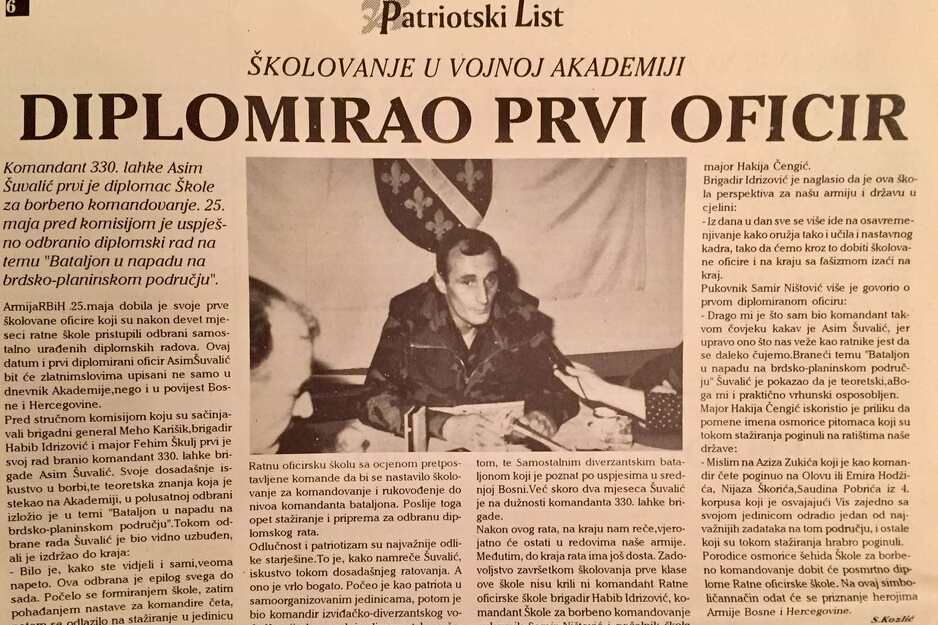 6
Patriotski List
ŠKOLOVANJE U VOJNOJ AKADEMIJI
DIPLOMIRAO PRVI OFICIR
Komandant 330. lahke Asim
Šuvalić prvi je diplomac Škole
za borbeno komandovanje. 25.
maja pred komisijom je uspješ-
no odbranio diplomski rad na
temu "Bataljon u napadu na
brdsko-planinskom području".
ArmijaRBiH 25.maja dobila je svoje prve
školovane oficire koji su nakon devet mje-
seci ratne škole pristupili odbrani samos-
talno urađenih diplomskih radova. Ovaj
datum i prvi diplomirani oficir AsimŠuvalić
bit će zlatnimslovima upisani ne samo u
dnevnik Akademije,nego i u povijest Bos-
ne i Hercegovine.
Pred stručnom komisijom koju su sačinja-
vali brigadni general Meho Karišik,brigadir
Habib Idrizović i major Fehim Škulj prvi je
svoj rad branio komandant 330. lahke bri-
gade Asim Šuvalić. Svoje dosadašnje is-
kustvo u borbi,te teoretska znanja koja je
stekao na Akademiji, u polusatnoj odbrani
izložio je u temi "Bataljon u napadu na
brdsko-planinskom području".Tokom od-
brane rada Šuvalić je bio vidno uzbuđen,
ali je izdržao do kraja:
- Bilo je, kako ste vidjeli i sami,veoma
napeto. Ova odbrana je epilog svega do
sada. Počelo se formiranjem škole, zatim
pohađanjem nastave za komandire četa,
se odlazilo na stažiranje u jedinicu
Ratnu oficirsku školu sa ocjenom pretpos-
tavljene komande da bi se nastavilo školo-
vanje za komandovanje i rukovođenje do
nivoa komandanta bataljona. Poslije toga
opet stažiranje i priprema za odbranu dip-
lomskog rata.
Odlučnost i patriotizam su najvažnije odli-
ke starješine.To je, kako namreče Šuvalić,
iskustvo tokom dosadašnjeg ratovanja. A
ono je vrlo bogato. Počeo je kao patriota u
samoorganizovanim jedinicama, potom je
bio komandir izviđačko-diverzantskog vo-
tom, te Samostalnim diverzantskim bata-
ljonom koji je poznat po uspjesima u sred-
njoj Bosni.Već skoro dva mjeseca Šuvalić
je na dužnosti komandanta 330. lahke bri-
gade.
Nakon ovog rata, na kraju nam reče,vjero-
jatno će ostati u redovima naše armije.
Međutim, do kraja rata ima još dosta. Zado-
voljstvo završetkom školovanja prve klase
ove škole nisu krili ni komandant Ratne
oficirske škole brigadir Habib Idrizović, ko-
mandant Škole za borbeno komandovanje
major Hakija Čengić.
Brigadir Idrizović je naglasio da je ova ško-
la perspektiva za našu armiju i državu u
cjelini:
- Iz dana u dan sve se više ide na osavreme-
njivanje kako oružja tako i učila i nastavnog
kadra, tako da ćemo kroz to dobiti školova-
ne oficire i na kraju sa fašizmom izaći na
kraj.
Pukovnik Samir Ništović više je govorio o
prvom diplomiranom oficiru:
- Drago mi je što sam bio komandant tak-
vom čovjeku kakav je Asim Šuvalić, jer
upravo ono što nas veže kao ratnike jest da
se daleko čujemo.Braneći temu "Bataljon
u napadu na brdsko-planinskom područ-
ju" Šuvalić je pokazao da je teoretski,aBo-
ga mi i praktično vrhunski osposobljen.
Major Hakija Čengić iskoristio je priliku da
pomene imena osmorice pitomaca koji su
tokom stažiranja poginuli na ratištima naše
države:
- Mislim na Aziza Zukića koji je kao koman-
dir čete poginuo na Olovu ili Emira Hodži-
ća, Nijaza Škorića,Saudina Pobrića iz 4.
korpusa koji je osvajajući Vis zajedno sa
svojom jedinicom odradio jedan od naj-
važnijih zadataka na tom području, i ostale
koji su tokom stažiranja hrabro poginuli.
Porodice osmorice šehida Škole za borbe-
no komandovanje dobit će posmrtno dip-
lome Ratne oficirske škole. Na ovaj simbo-
ličannačin odat će se priznanje herojima
Armije Bosne i Hercegovine.
S.Kozlić